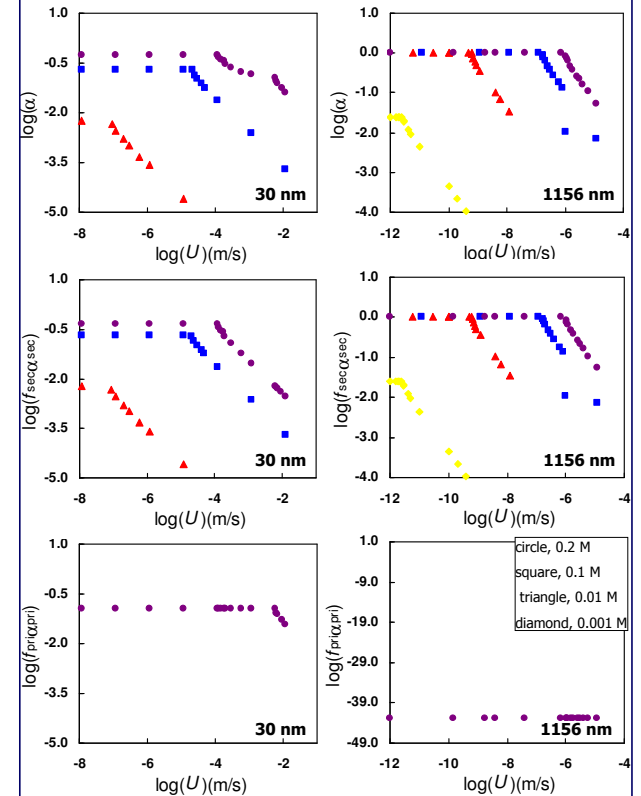 1.0
-0.5
-2.0
-3.5
-5.0
log(α)
30 nm
-8 -6 -4 -2
log(U)(m/s)
1.0
0.0
-1.0
-2.0
-3.0
-4.0
log(α)
1156 nm
-12 -10 -8 -6 -4
log(U)(m/s)
1.0
-0.5
-2.0
-3.5
-5.0
log(fsecαsec)
30 nm
-8 -6 -4 -2
log(U)(m/s)
1.0
0.0
-1.0
-2.0
-3.0
-4.0
log(fsecαsec)
1156 nm
-12 -10 -8 -6 -4
log(U)(m/s)
1.0
-0.5
-2.0
-3.5
-5.0
log(fpriαpri)
30 nm
-8 -6 -4 -2
log(U)(m/s)
1.0
-9.0
-19.0
-29.0
-39.0
-49.0
log(fpriαpri)
circle, 0.2 M
square, 0.1 M
triangle, 0.01 M
diamond, 0.001 M
1156 nm
-12 -10 -8 -6 -4
log(U)(m/s)